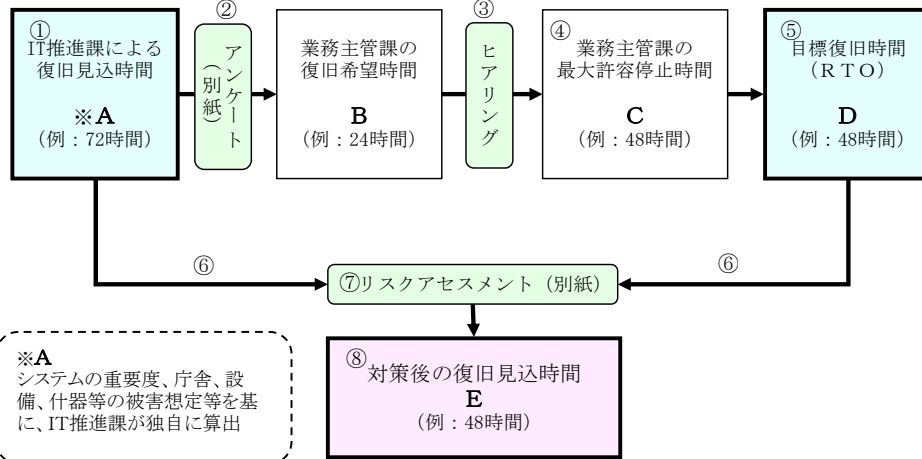 ①
IT推進課による
復旧見込時間
※A
(例：72時間)
②
アンケート
(別紙)
業務主管課の
復旧希望時間
B
(例：24時間)
③
ヒアリング
④
業務主管課の
最大許容停止時間
C
(例：48時間)
⑤
目標復旧時間
(ＲＴＯ)
D
(例：48時間)
⑥
⑥
⑦リスクアセスメント (別紙)
⑧
対策後の復旧見込時間
E
(例：48時間)
※A
システムの重要度、庁舎、設
備、什器等の被害想定等を基
に、IT推進課が独自に算出